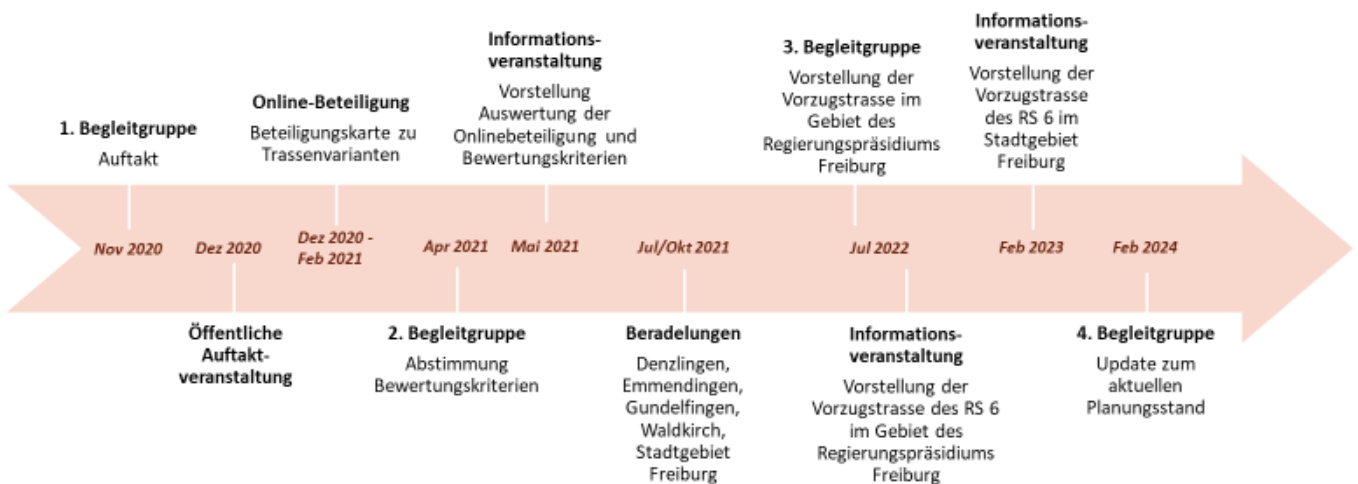 1. Begleitgruppe
Auftakt
Online-Beteiligung
Beteiligungskarte zu
Trassenvarianten
Informations-
veranstaltung
Vorstellung
Auswertung der
Onlinebeteiligung und
Bewertungskriterien
3. Begleitgruppe
Vorstellung der
Vorzugstrasse im
Gebiet des
Regierungspräsidiums
Freiburg
Informations-
veranstaltung
Vorstellung der
Vorzugstrasse
des RS 6 im
Stadtgebiet
Freiburg
Nov 2020
Dez 2020
Dez 2020 -
Feb 2021
Apr 2021
Mai 2021
Jul/Okt 2021
Jul 2022
Feb 2023
Feb 2024
Öffentliche
Auftakt-
veranstaltung
2. Begleitgruppe
Abstimmung
Bewertungskriterien
Beradelungen
Denzlingen,
Emmendingen,
Gundelfingen,
Waldkirch,
Stadtgebiet
Freiburg
Informations-
veranstaltung
Vorstellung der
Vorzugstrasse des RS 6
im Gebiet des
Regierungspräsidiums
Freiburg
4. Begleitgruppe
Update zum
aktuellen
Planungsstand